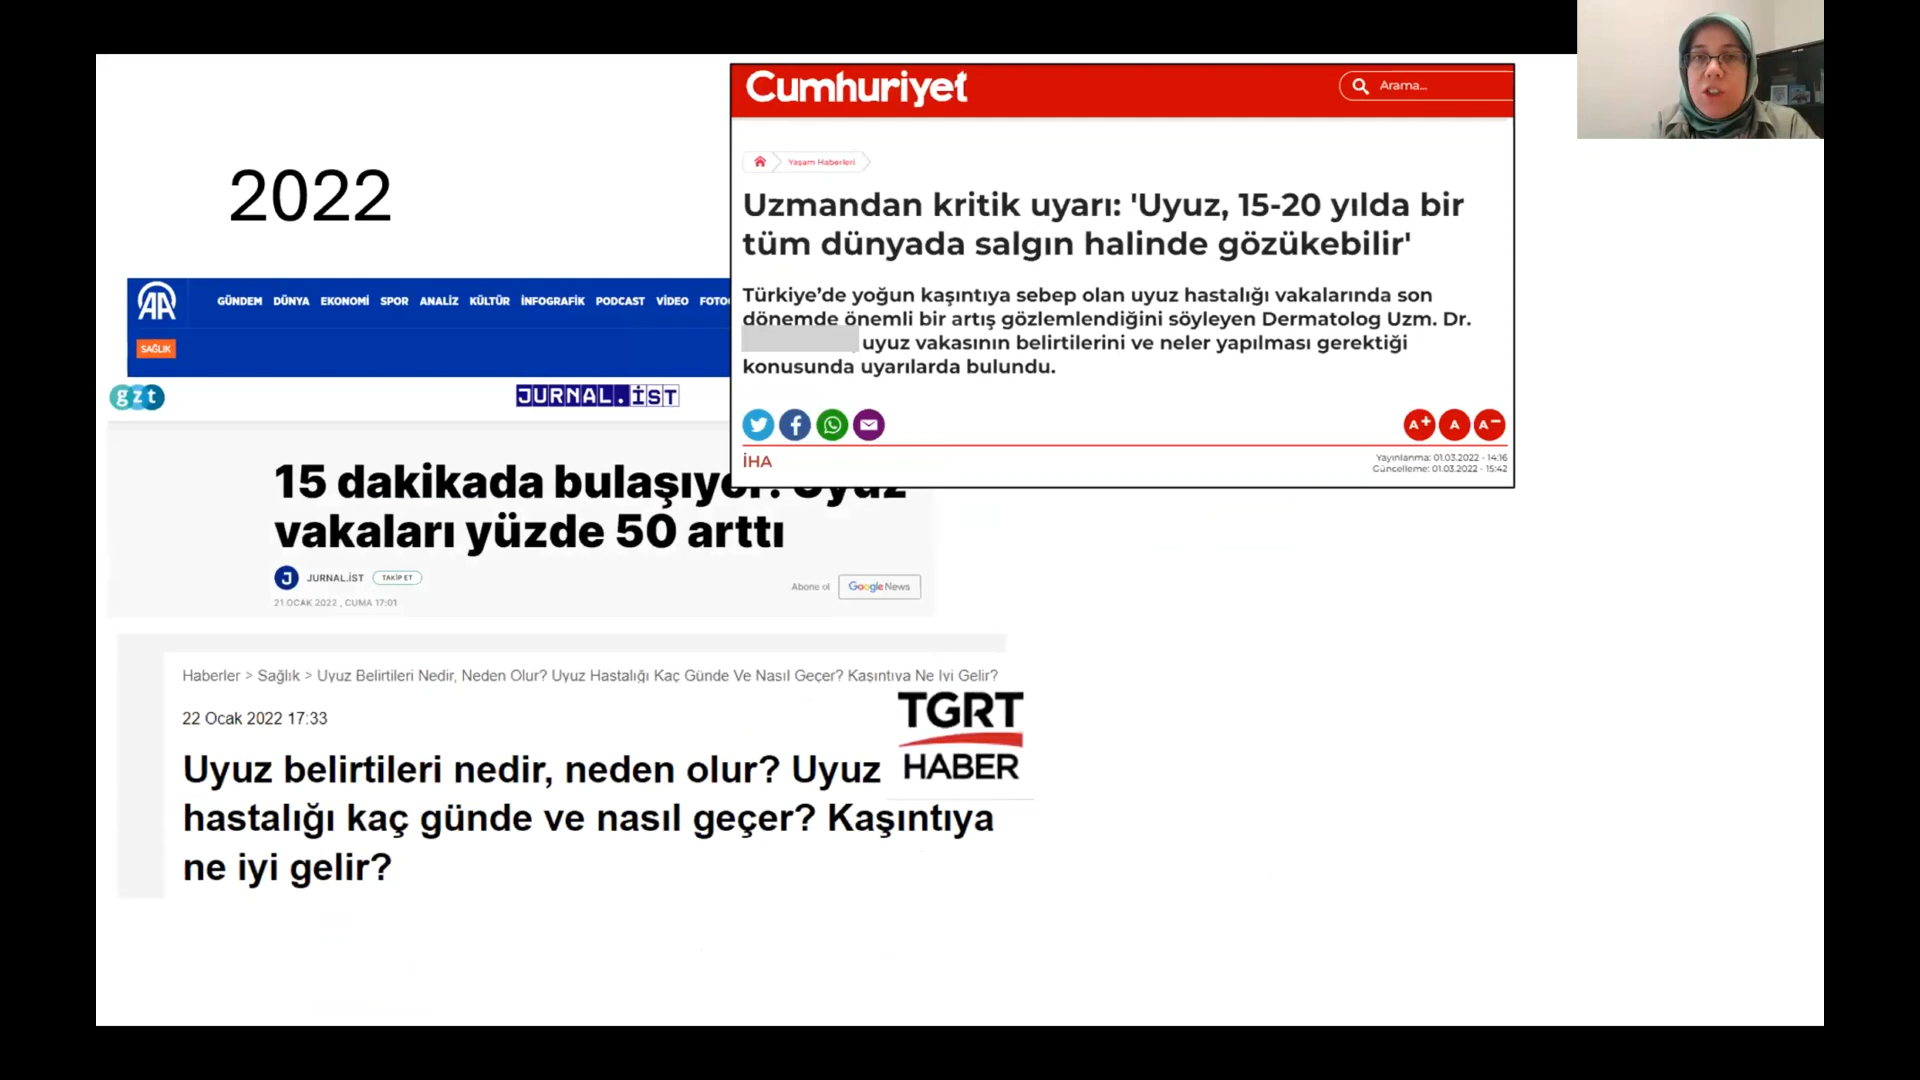 2022
AA
GÜNDEM DÜNYA EKONOMİ SPOR ANALİZ KÜLTÜR İNFOGRAFİK PODCAST VİDEO
SAĞLIK
gzt
JURNAL.İST
15 dakikada bulaşıyor! Uyuz
vakaları yüzde 50 arttı
J JURNAL.İST TAKİP ET
21 OCAK 2022 , CUMA 17:01
Abone ol Google News
Cumhuriyet
Arama...
Yaşam Haberleri
Uzmandan kritik uyarı: 'Uyuz, 15-20 yılda bir
tüm dünyada salgın halinde gözükebilir'
Türkiye’de yoğun kaşıntıya sebep olan uyuz hastalığı vakalarında son
dönemde önemli bir artış gözlemlendiğini söyleyen Dermatolog Uzm. Dr.
uyuz vakasının belirtilerini ve neler yapılması gerektiği
konusunda uyarılarda bulundu.
A+ A A-
İHA
Yayınlanma: 01.03.2022 - 14:16
Güncelleme: 01.03.2022 - 15:42
Haberler > Sağlık > Uyuz Belirtileri Nedir, Neden Olur? Uyuz Hastalığı Kaç Günde Ve Nasıl Geçer? Kaşıntıya Ne Iyi Gelir?
22 Ocak 2022 17:33
TGRT
HABER
Uyuz belirtileri nedir, neden olur? Uyuz
hastalığı kaç günde ve nasıl geçer? Kaşıntıya
ne iyi gelir?